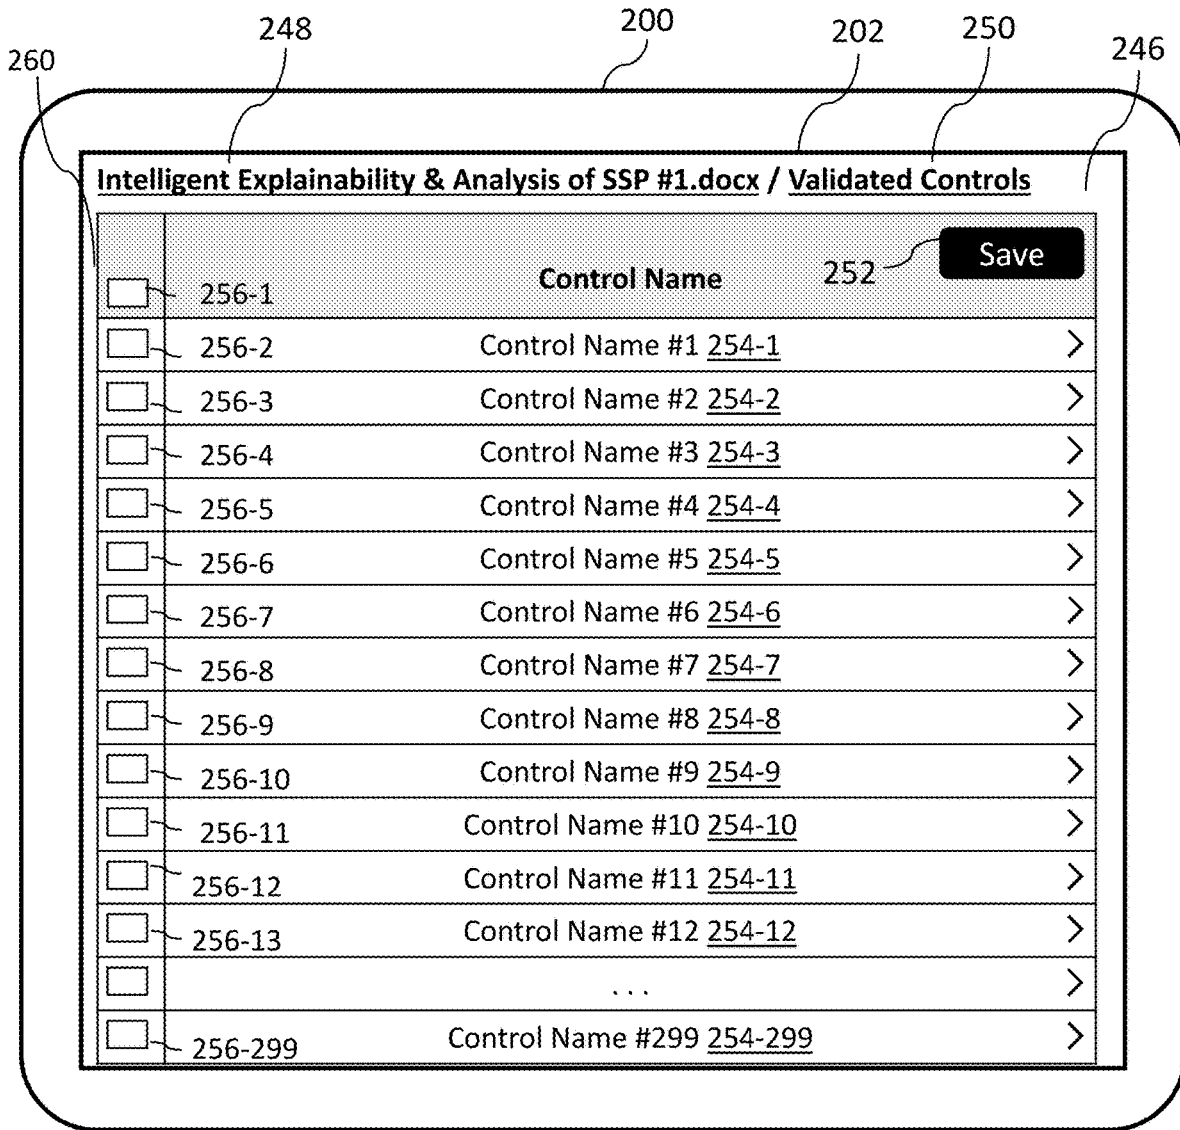 248
200
202
250
246
260
Intelligent Explainability & Analysis of SSP #1.docx / Validated Controls
Save
252
Control Name
256-1
256-2 Control Name #1 254-1 >
256-3 Control Name #2 254-2 >
256-4 Control Name #3 254-3 >
256-5 Control Name #4 254-4 >
256-6 Control Name #5 254-5 >
256-7 Control Name #6 254-6 >
256-8 Control Name #7 254-7 >
256-9 Control Name #8 254-8 >
256-10 Control Name #9 254-9 >
256-11 Control Name #10 254-10 >
256-12 Control Name #11 254-11 >
256-13 Control Name #12 254-12 >
... >
256-299 Control Name #299 254-299 >